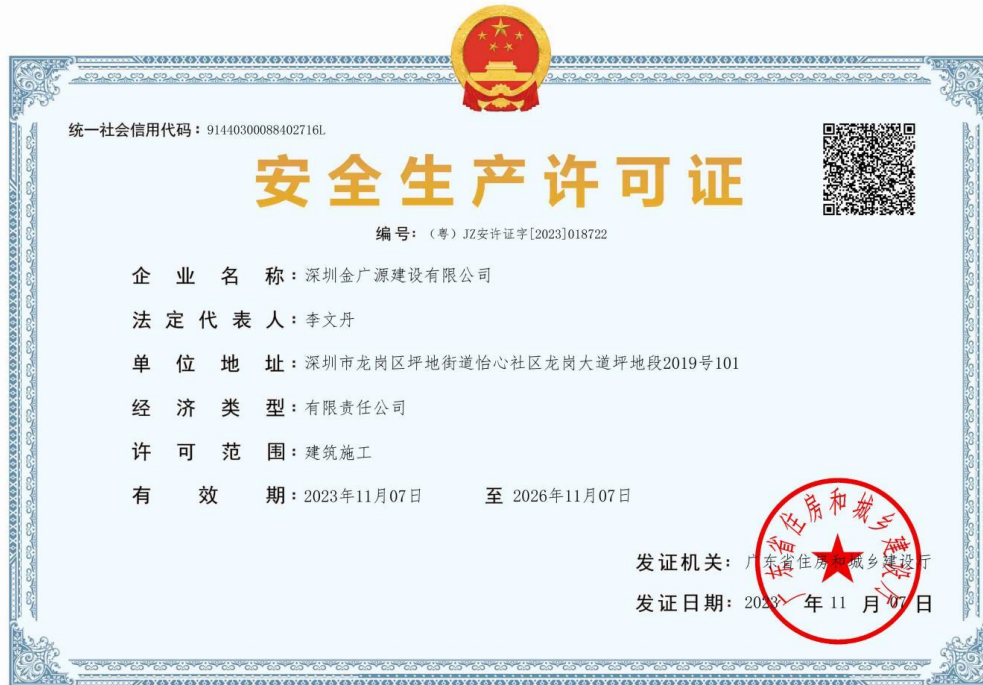 统一社会信用代码：91440300088402716L
安全生产许可证
编号：（粤）JZ安许证字[2023]018722
企业名称：深圳金广源建设有限公司
法定代表人：李文丹
单位地址：深圳市龙岗区坪地街道怡心社区龙岗大道坪地段2019号101
经济类型：有限责任公司
许可范围：建筑施工
有效期：2023年11月07日 至 2026年11月07日
发证机关：广东省住房和城乡建设厅
发证日期：2023年11月07日
广东省住房和城乡建设厅